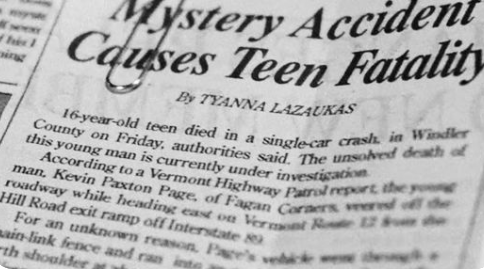 Mystery Accident
Causes Teen Fatality
By TYANNA LAZAUKAS
16-year-old teen died in a single-car crash, in Windler
County on Friday, authorities said. The unsolved death of
this young man is currently under investigation.
According to a Vermont Highway Patrol report, the young
man, Kevin Paxton Page, of Fagan Corners, veered off the
roadway while heading east on Vermont Route 12 from the
Hill Road exit ramp off Interstate 89.
For an unknown reason, Page's vehicle went through a
ain-link fence and ran into
rth shoulder